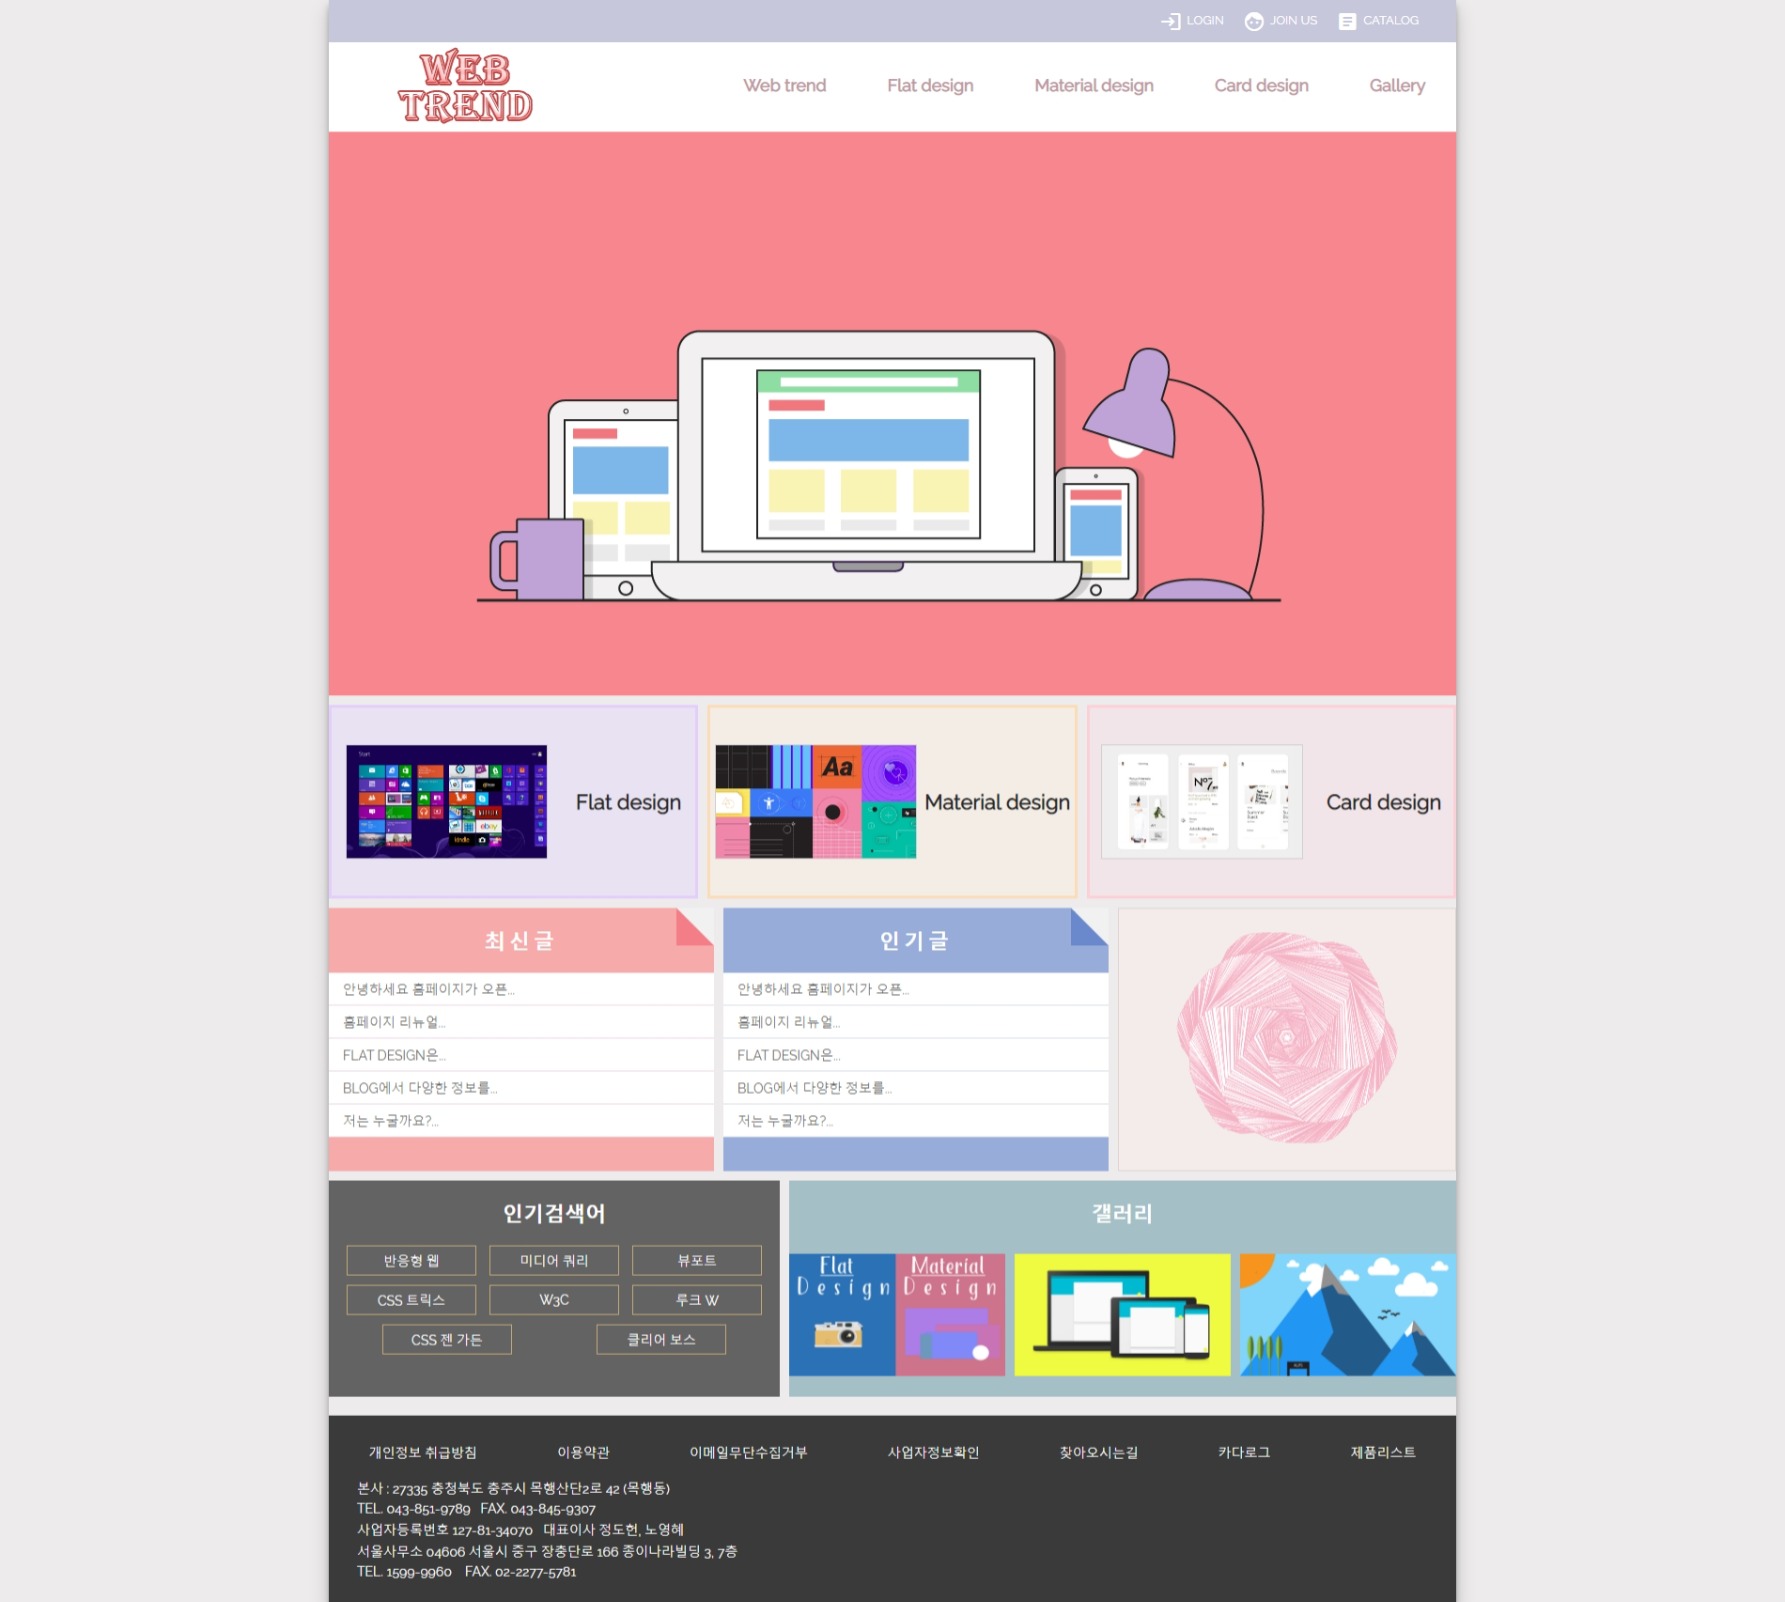 LOGIN
JOIN US
CATALOG
WEB
TREND
Web trend
Flat design
Material design
Card design
Gallery
Start
ebay
kindle
Flat design
Aa
Material design
Nº7
Card design
최 신 글
안녕하세요 홈페이지가 오픈...
홈페이지 리뉴얼...
FLAT DESIGN은...
BLOG에서 다양한 정보를...
저는 누굴까요?...
인 기 글
안녕하세요 홈페이지가 오픈...
홈페이지 리뉴얼...
FLAT DESIGN은...
BLOG에서 다양한 정보를...
저는 누굴까요?...
인기검색어
반응형 웹
미디어 쿼리
뷰포트
CSS 트릭스
W3C
루크 W
CSS 젠 가든
클리어 보스
갤러리
Flat
Design
Material
Design
개인정보 취급방침
이용약관
이메일무단수집거부
사업자정보확인
찾아오시는길
카다로그
제품리스트
본사 : 27335 충청북도 충주시 목행산단2로 42 (목행동)
TEL. 043-851-9789 FAX. 043-845-9307
사업자등록번호 127-81-34070 대표이사 정도헌, 노영혜
서울사무소 04606 서울시 중구 장충단로 166 종이나라빌딩 3, 7층
TEL. 1599-9960 FAX. 02-2277-5781